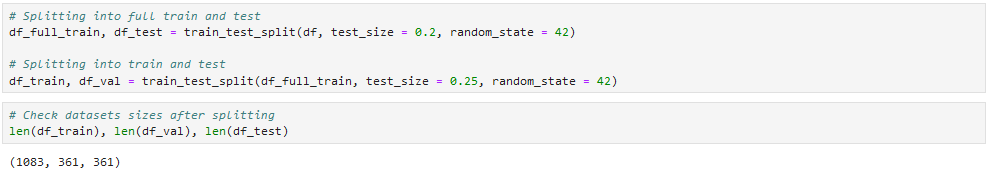 # Splitting into full train and test
df_full_train, df_test = train_test_split(df, test_size = 0.2, random_state = 42)
# Splitting into train and test
df_train, df_val = train_test_split(df_full_train, test_size = 0.25, random_state = 42)
# Check datasets sizes after splitting
len(df_train), len(df_val), len(df_test)
(1083, 361, 361)